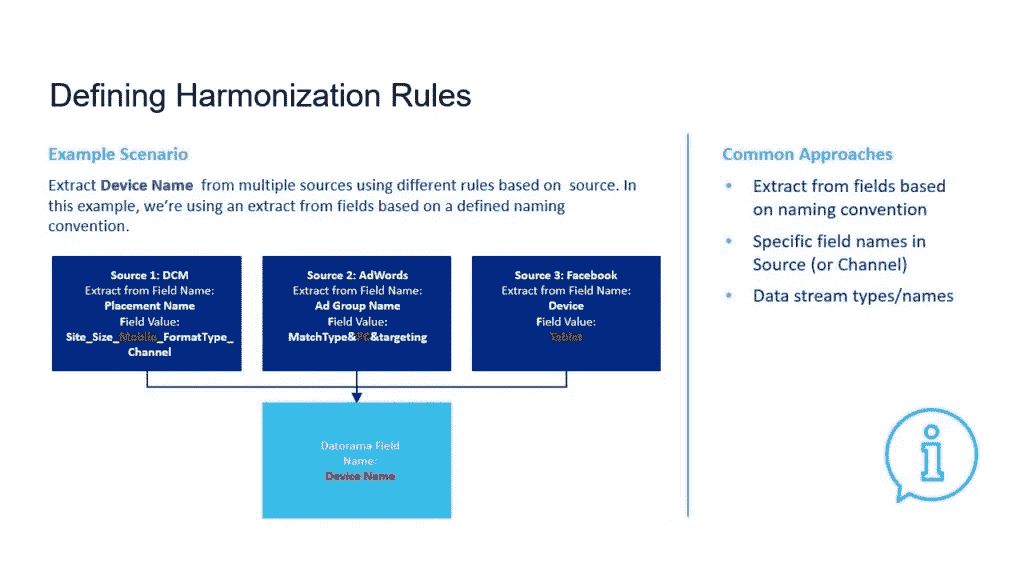 Defining Harmonization Rules
Example Scenario
Extract Device Name from multiple sources using different rules based on source. In
this example, we're using an extract from fields based on a defined naming
convention.
Source 1: DCM
Extract from Field Name:
Placement Name
Field Value:
Site_Size_Mobile_FormatType_
Channel
Source 2: AdWords
Extract from Field Name:
Ad Group Name
Field Value:
MatchType&PC&targeting
Source 3: Facebook
Extract from Field Name:
Device
Field Value:
Tablet
Datorama Field
Name:
Device Name
Common Approaches
• Extract from fields based
on naming convention
• Specific field names in
Source (or Channel)
• Data stream types/names
i